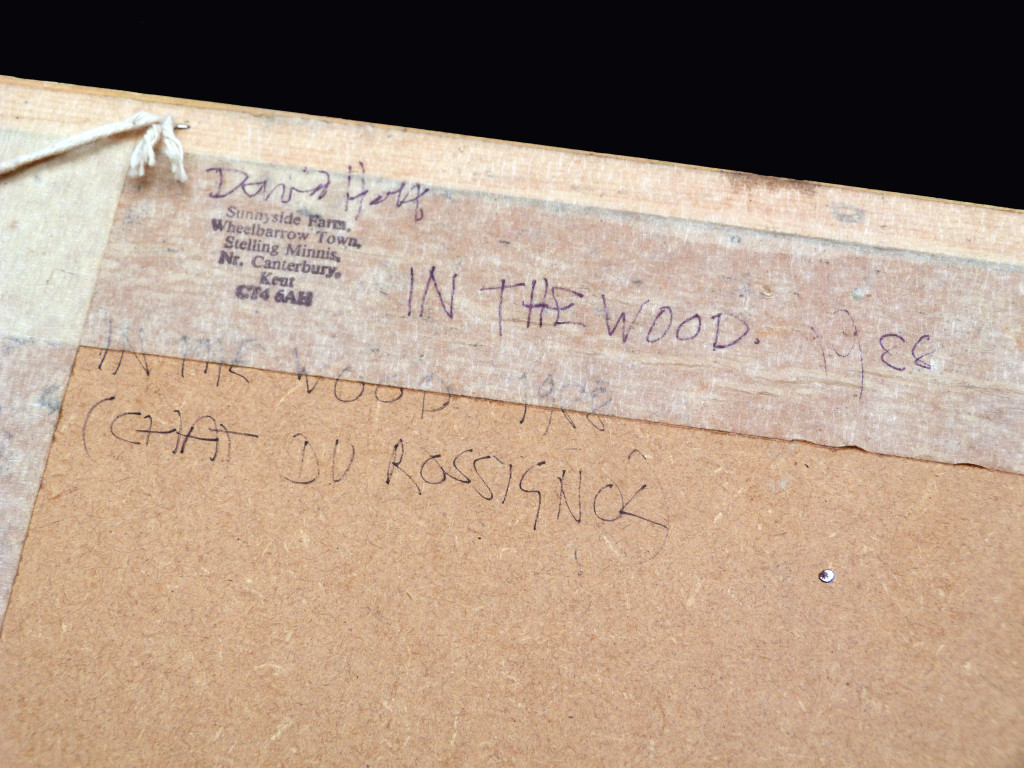 David Holt
Sunnyside Farm,
Wheelbarrow Town,
Stelling Minnis,
Nr. Canterbury,
Kent
CT4 6AH
IN THE WOOD. 1988
IN THE WOOD 1988
(CHAT DU ROSSIGNOL)